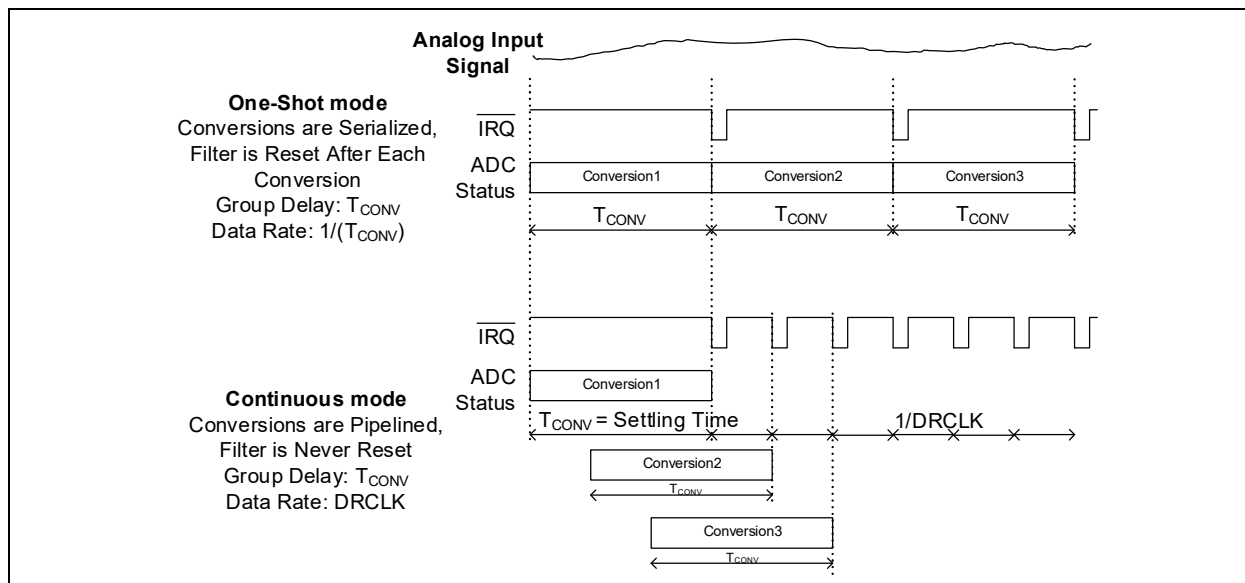 Analog Input
Signal
One-Shot mode
Conversions are Serialized,
Filter is Reset After Each
Conversion
Group Delay: TCONV
Data Rate: 1/(TCONV)
IRQ
ADC
Status
Conversion1
Conversion2
Conversion3
TCONV
TCONV
TCONV
IRQ
ADC
Status
Conversion1
Continuous mode
Conversions are Pipelined,
Filter is Never Reset
Group Delay: TCONV
Data Rate: DRCLK
TCONV = Settling Time
1/DRCLK
Conversion2
TCONV
Conversion3
TCONV